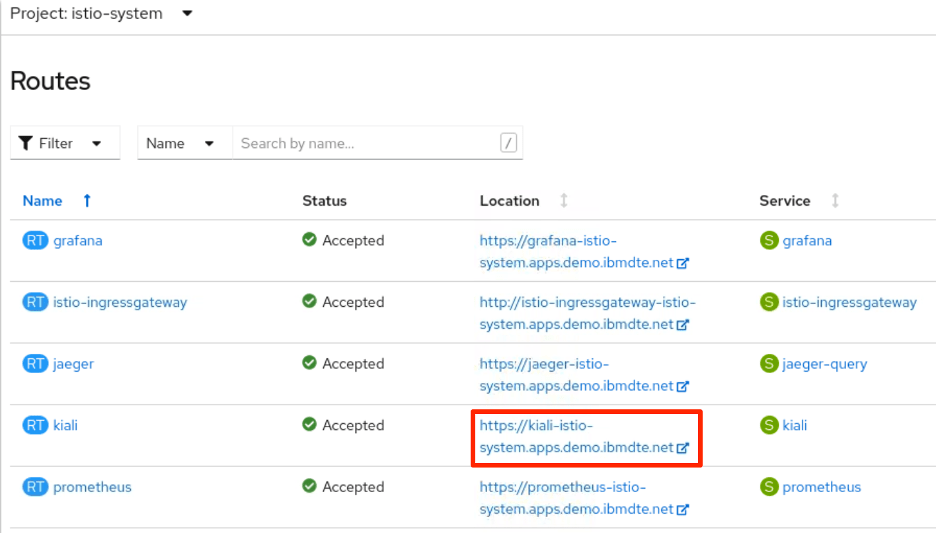 Project: istio-system
Routes
Filter Name Search by name... /
Name Status Location Service
RT grafana Accepted https://grafana-istio- S grafana
system.apps.demo.ibmdte.net
RT istio-ingressgateway Accepted http://istio-ingressgateway-istio- S istio-ingressgateway
system.apps.demo.ibmdte.net
RT jaeger Accepted https://jaeger-istio- S jaeger-query
system.apps.demo.ibmdte.net
RT kiali Accepted https://kiali-istio- S kiali
system.apps.demo.ibmdte.net
RT prometheus Accepted https://prometheus-istio- S prometheus
system.apps.demo.ibmdte.net